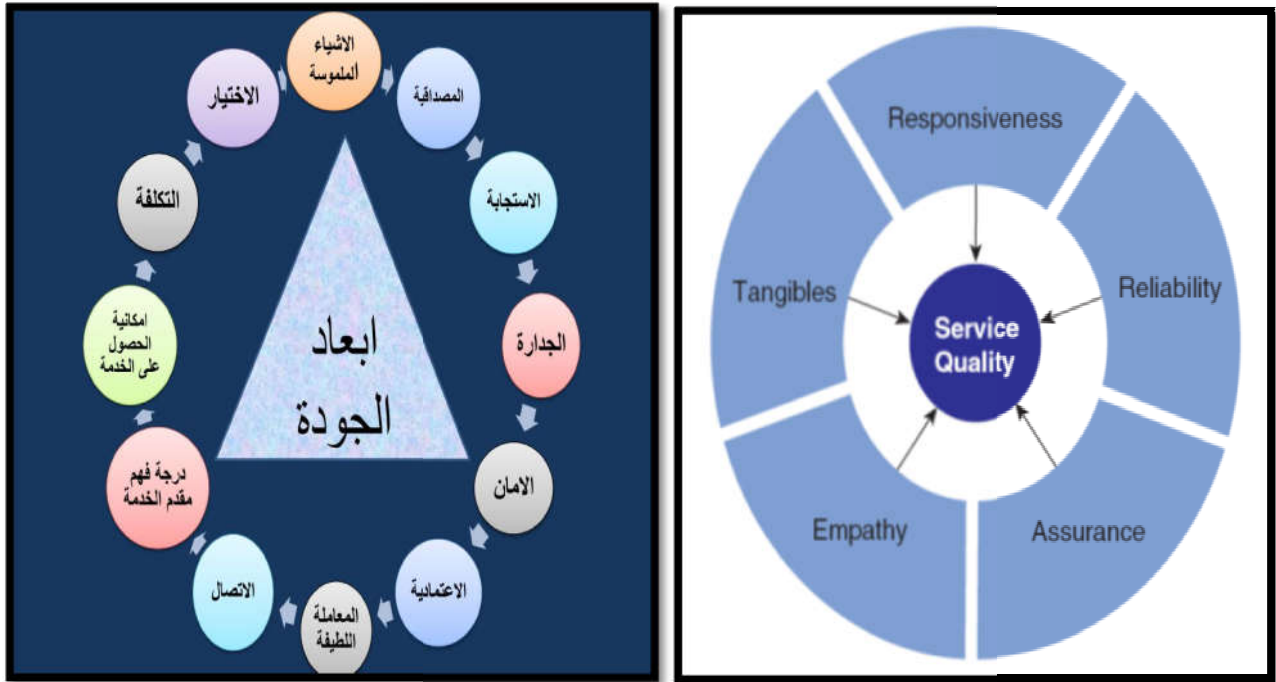 الاشياء
الملموسة
المصداقية
الاستجابة
الجدارة
الامان
الاعتمادية
المعاملة
اللطيفة
الاتصال
درجة فهم
مقدم الخدمة
امكانية
الحصول
على الخدمة
التكلفة
الاختيار
ابعاد
الجودة
Responsiveness
Reliability
Assurance
Empathy
Tangibles
Service
Quality